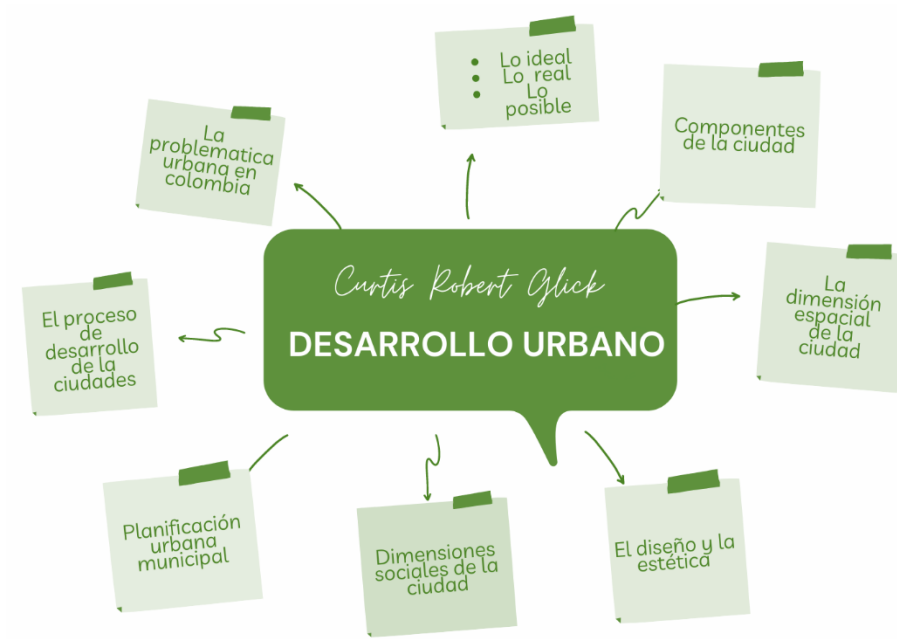 Lo ideal
Lo real
Lo
posible
La
problematica
urbana en
colombia
Componentes
de la ciudad
Curtis Robert Glick
DESARROLLO URBANO
La
dimensión
espacial
de la
ciudad
El proceso
de
desarrollo
de la
ciudades
Planificación
urbana
municipal
Dimensiones
sociales de la
ciudad
El diseño y la
estética